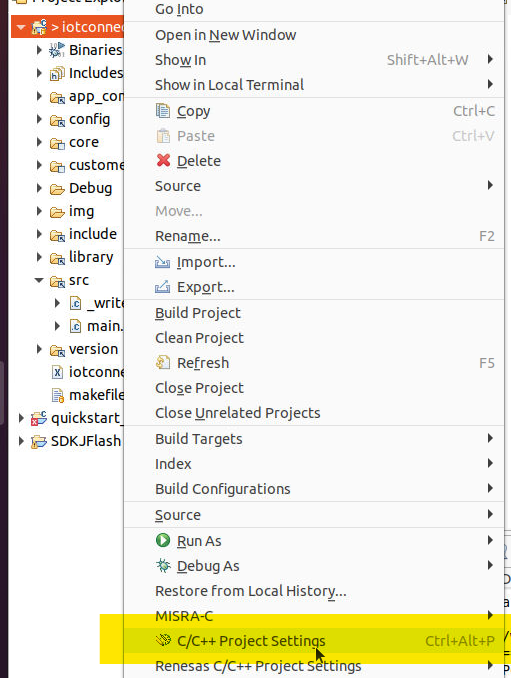 Project Explor
Go Into
> iotconne
Open in New Window
Binaries
Show In Shift+Alt+W
Includes
Show in Local Terminal
app_con
Copy Ctrl+C
config
Paste Ctrl+V
core
Delete
custome
Source
Debug
Move...
img
Rename... F2
include
Import...
library
Export...
src
_write
Build Project
main.
Clean Project
version
Refresh F5
iotconne
Close Project
makefile
Close Unrelated Projects
quickstart_
Build Targets
SDKJFlash
Index
Build Configurations
Source
Run As
Debug As
Restore from Local History...
MISRA-C
C/C++ Project Settings Ctrl+Alt+P
Renesas C/C++ Project Settings